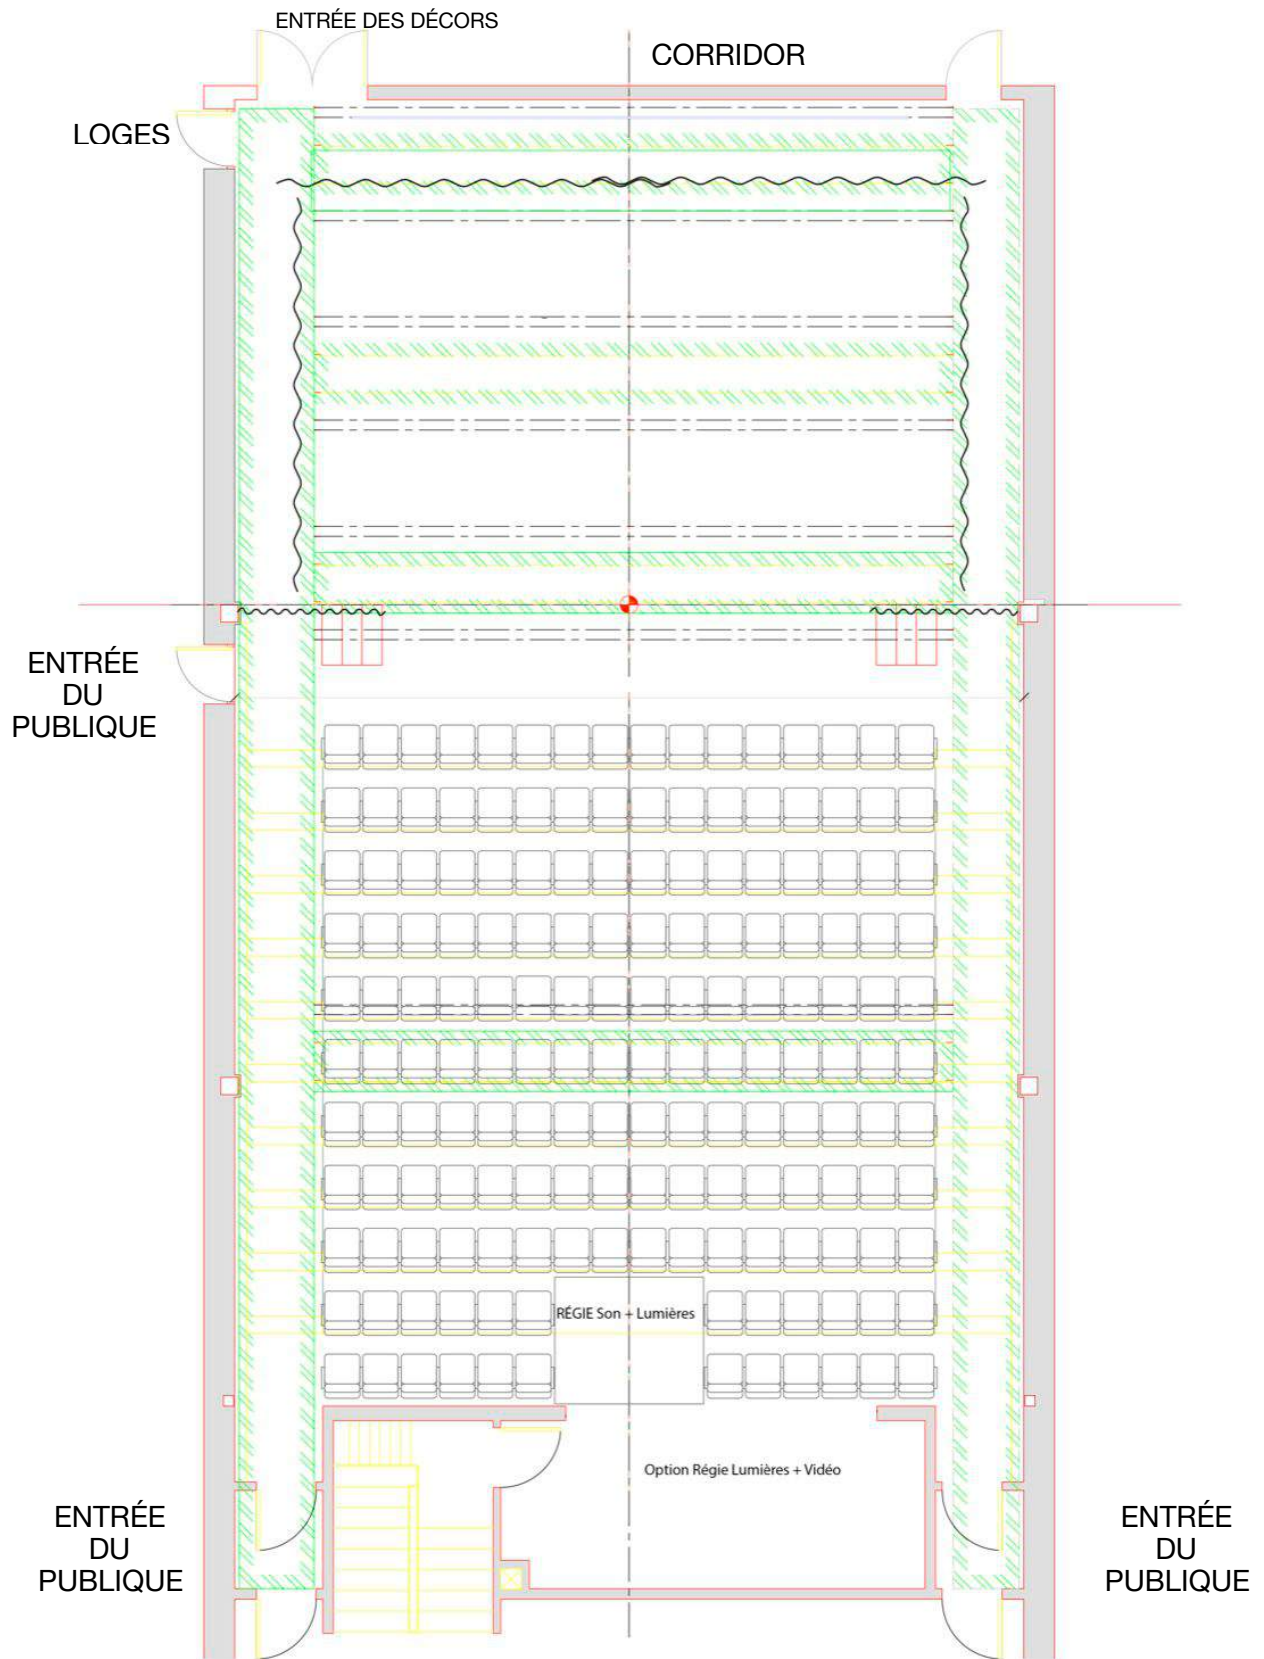 ENTRÉE DES DÉCORS
CORRIDOR
LOGES
ENTRÉE
DU
PUBLIQUE
RÉGIE Son + Lumières
Option Régie Lumières + Vidéo
ENTRÉE
DU
PUBLIQUE
ENTRÉE
DU
PUBLIQUE